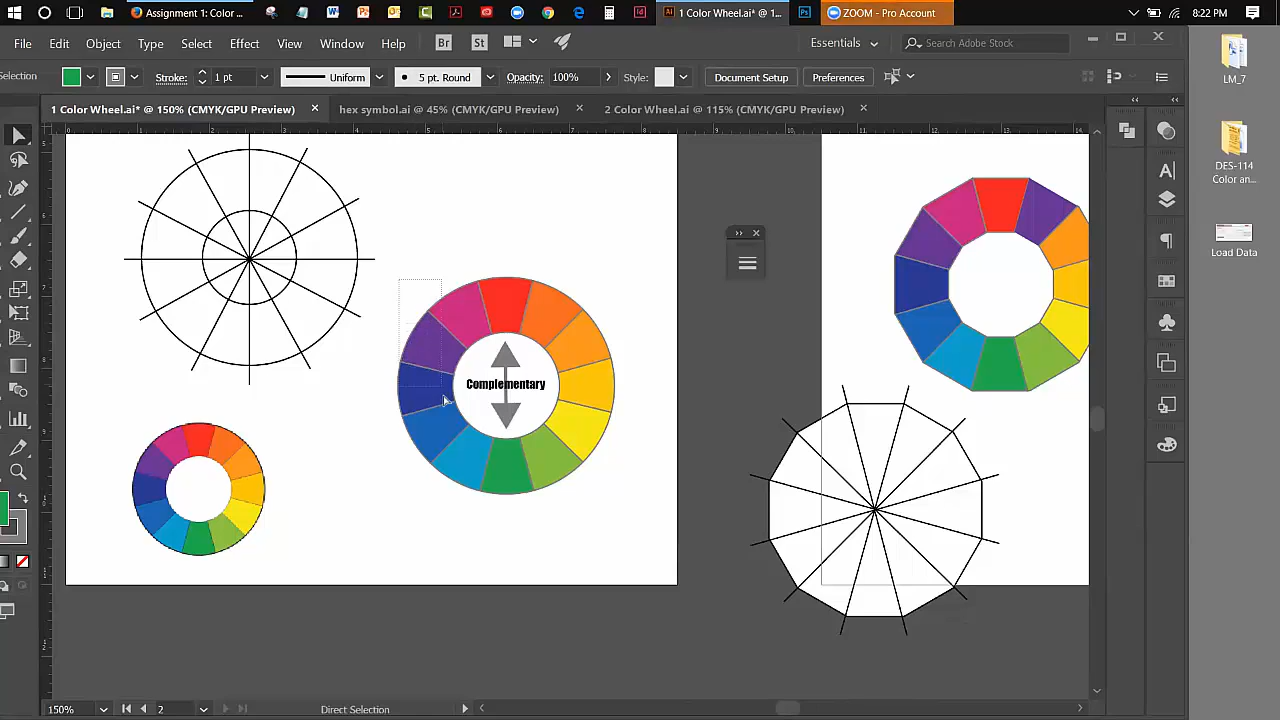 Assignment 1: Color ...
1 Color Wheel.ai* @ 1...
ZOOM - Pro Account
8:22 PM
File Edit Object Type Select Effect View Window Help
Br St
Essentials
Search Adobe Stock
Selection
Stroke: 1 pt
Uniform
5 pt. Round
Opacity: 100%
Style:
Document Setup
Preferences
1 Color Wheel.ai* @ 150% (CMYK/GPU Preview)
hex symbol.ai @ 45% (CMYK/GPU Preview)
2 Color Wheel.ai @ 115% (CMYK/GPU Preview)
LM_7
DES-114
Color an...
Load Data
Complementary
150%
2
Direct Selection